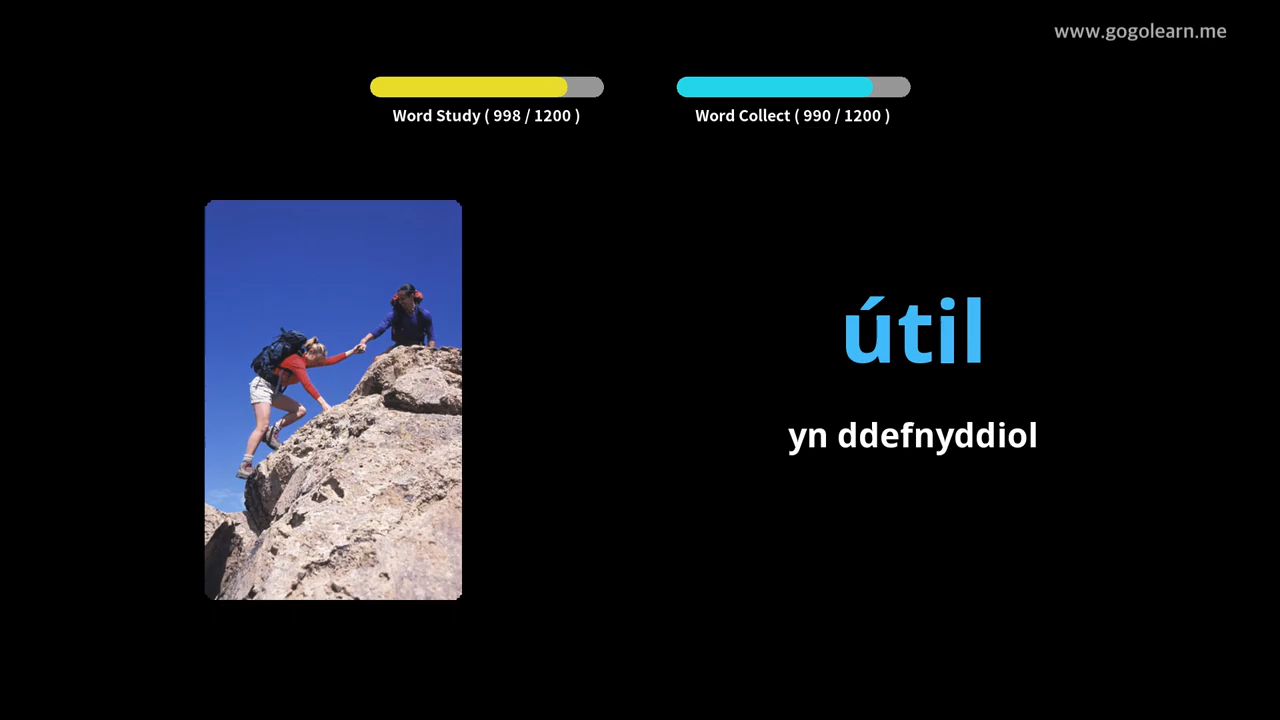 www.gogolearn.me
Word Study ( 998 / 1200 )
Word Collect ( 990 / 1200 )
útil
yn ddefnyddiol